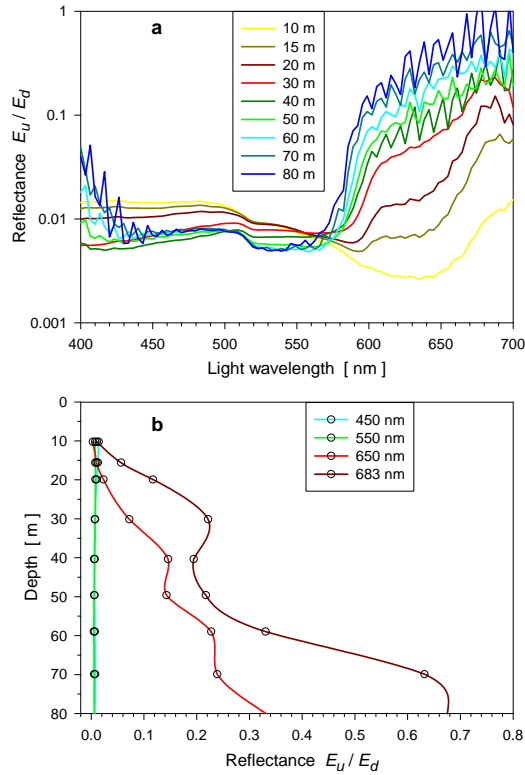 a
1
0.1
0.01
0.001
Reflectance E_u / E_d
10 m
15 m
20 m
30 m
40 m
50 m
60 m
70 m
80 m
400 450 500 550 600 650 700
Light wavelength [ nm ]
b
0
10
20
30
40
50
60
70
80
Depth [ m ]
450 nm
550 nm
650 nm
683 nm
0.0 0.1 0.2 0.3 0.4 0.5 0.6 0.7 0.8
Reflectance E_u / E_d